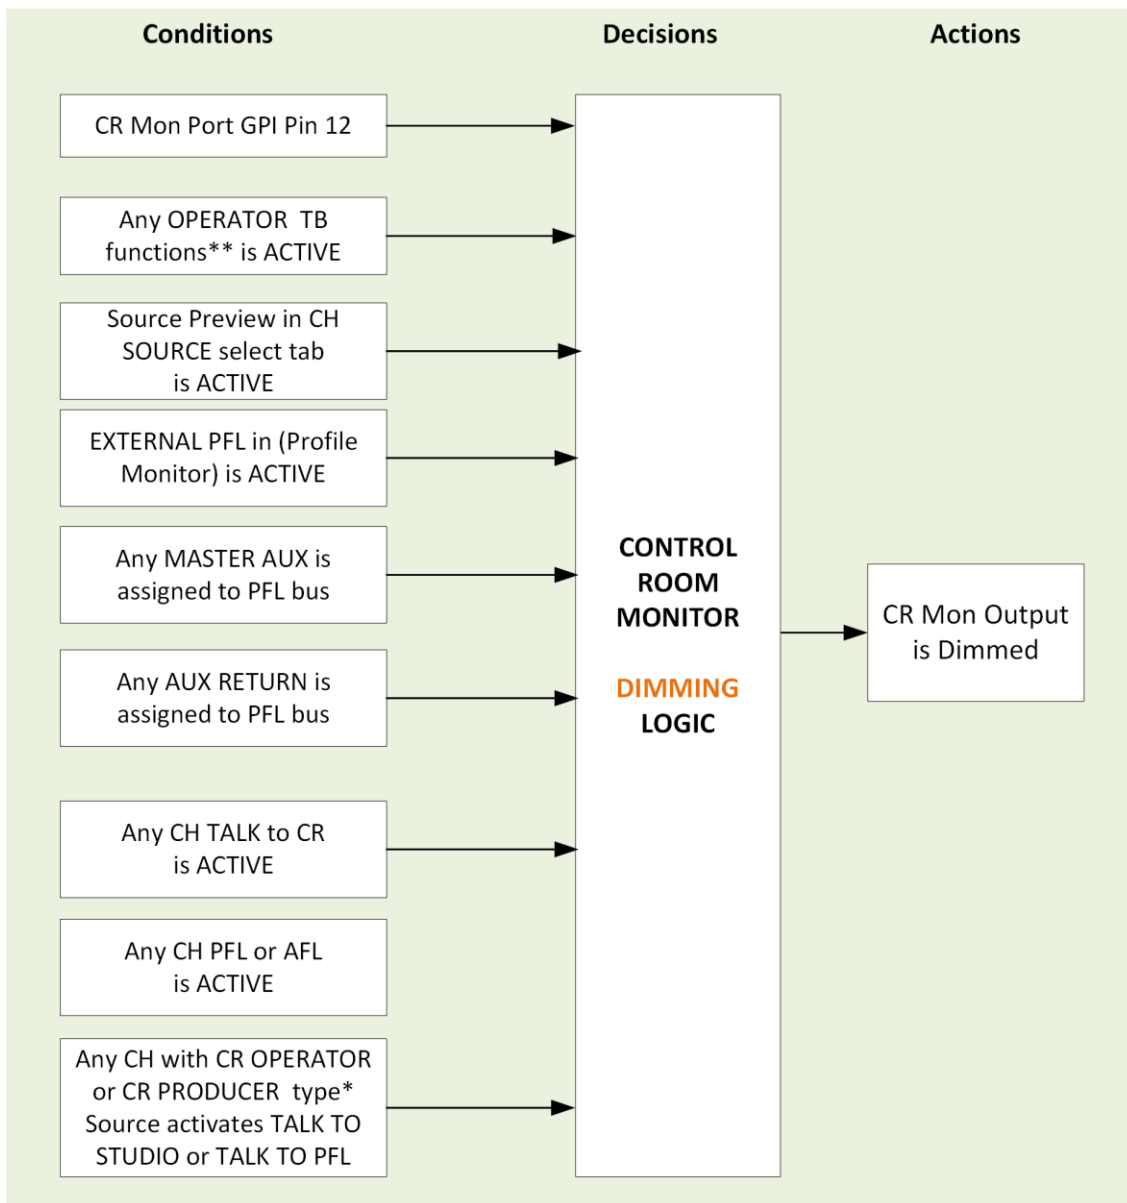 Conditions
Decisions
Actions
CR Mon Port GPI Pin 12
Any OPERATOR  TB
functions** is ACTIVE
Source Preview in CH
SOURCE select tab
is ACTIVE
EXTERNAL PFL in (Profile
Monitor) is ACTIVE
Any MASTER AUX is
assigned to PFL bus
Any AUX RETURN is
assigned to PFL bus
Any CH TALK to CR
is ACTIVE
Any CH PFL or AFL
is ACTIVE
Any CH with CR OPERATOR
or CR PRODUCER  type*
Source activates TALK TO
STUDIO or TALK TO PFL
CONTROL
ROOM
MONITOR
DIMMING
LOGIC
CR Mon Output
is Dimmed